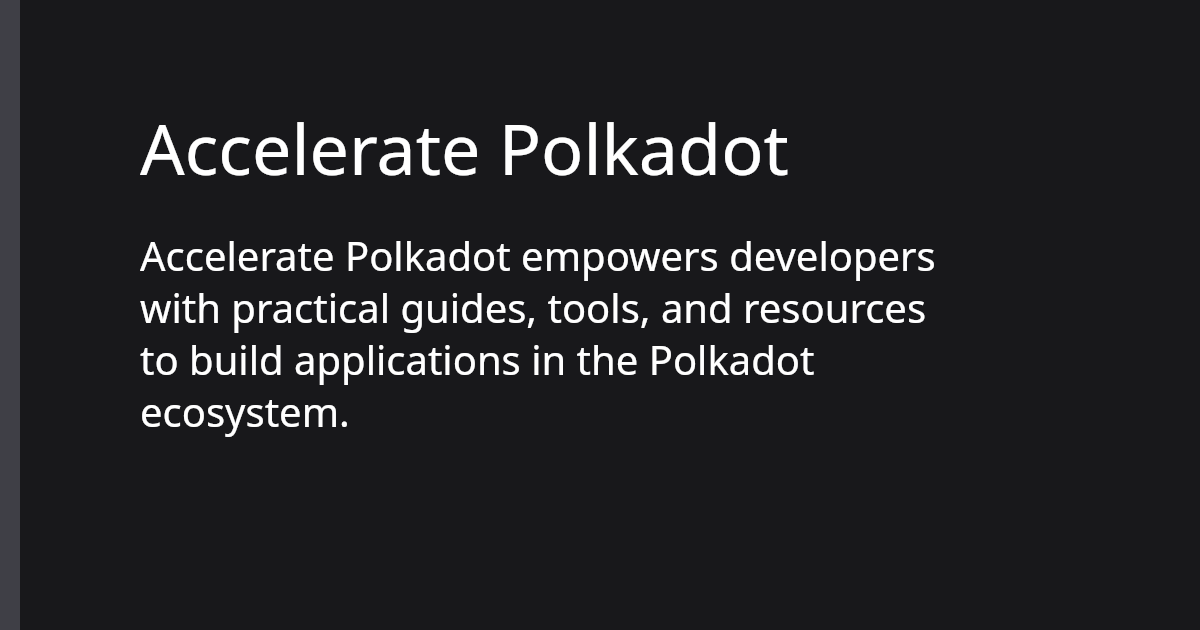 Accelerate Polkadot
Accelerate Polkadot empowers developers
with practical guides, tools, and resources
to build applications in the Polkadot
ecosystem.